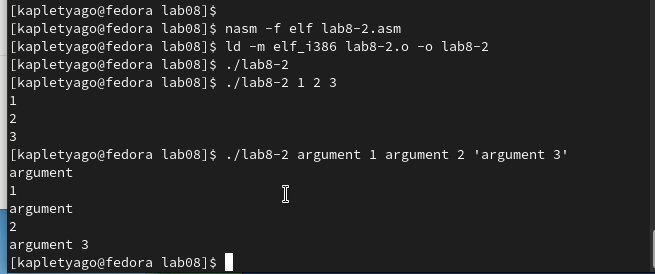 [kapletyago@fedora lab08]$
[kapletyago@fedora lab08]$ nasm -f elf lab8-2.asm
[kapletyago@fedora lab08]$ ld -m elf_i386 lab8-2.o -o lab8-2
[kapletyago@fedora lab08]$ ./lab8-2
[kapletyago@fedora lab08]$ ./lab8-2 1 2 3
1
2
3
[kapletyago@fedora lab08]$ ./lab8-2 argument 1 argument 2 'argument 3'
argument
1
argument
2
argument 3
[kapletyago@fedora lab08]$